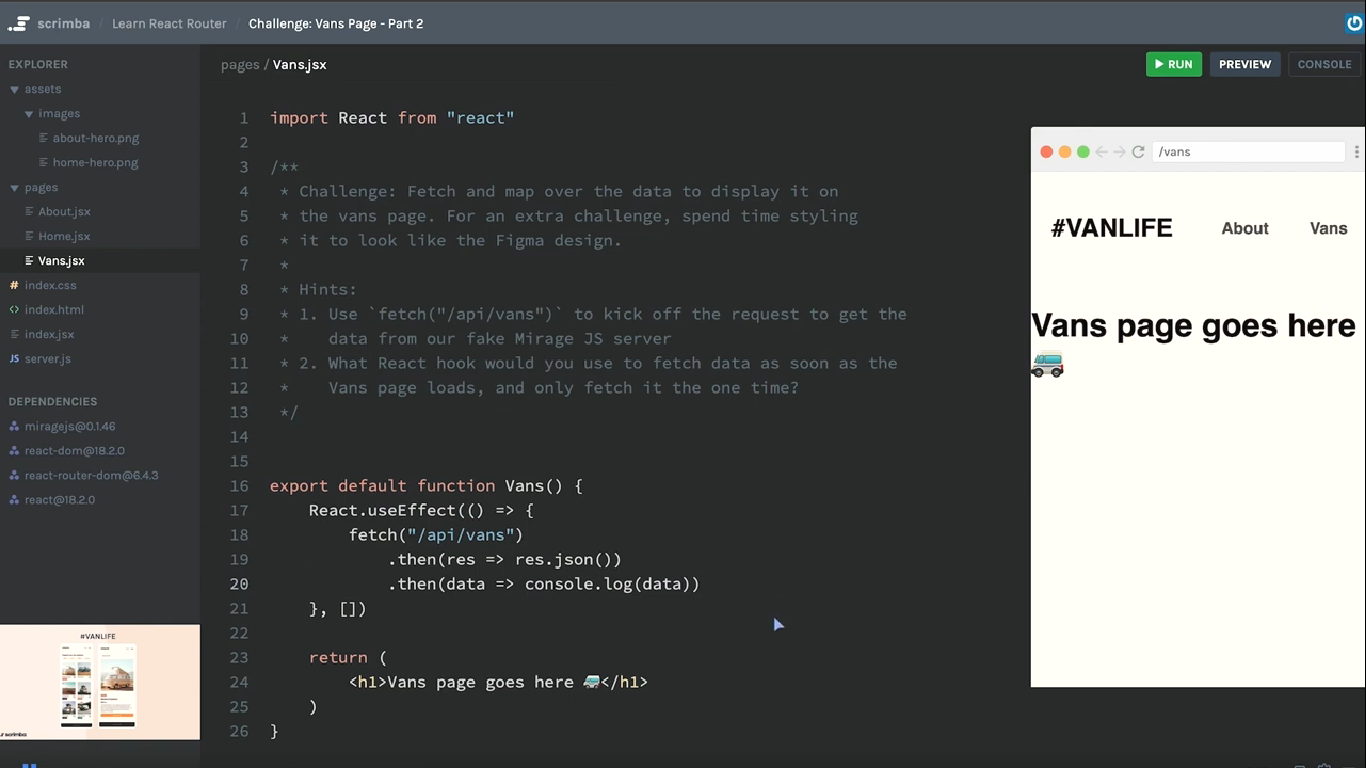 scrimba / Learn React Router / Challenge: Vans Page - Part 2
EXPLORER
assets
images
about-hero.png
home-hero.png
pages
About.jsx
Home.jsx
Vans.jsx
# index.css
<> index.html
index.jsx
JS server.js
DEPENDENCIES
miragejs@0.1.46
react-dom@18.2.0
react-router-dom@6.4.3
react@18.2.0
#VANLIFE
scrimba
pages / Vans.jsx
RUN
PREVIEW
CONSOLE
1 import React from "react"
2
3 /**
4 * Challenge: Fetch and map over the data to display it on
5 * the vans page. For an extra challenge, spend time styling
6 * it to look like the Figma design.
7 *
8 * Hints:
9 * 1. Use `fetch("/api/vans")` to kick off the request to get the
10 * data from our fake Mirage JS server
11 * 2. What React hook would you use to fetch data as soon as the
12 * Vans page loads, and only fetch it the one time?
13 */
14
15
16 export default function Vans() {
17 React.useEffect(() => {
18 fetch("/api/vans")
19 .then(res => res.json())
20 .then(data => console.log(data))
21 }, [])
22
23 return (
24 <h1>Vans page goes here 🚐</h1>
25 )
26 }
/vans
#VANLIFE
About
Vans
Vans page goes here
🚐